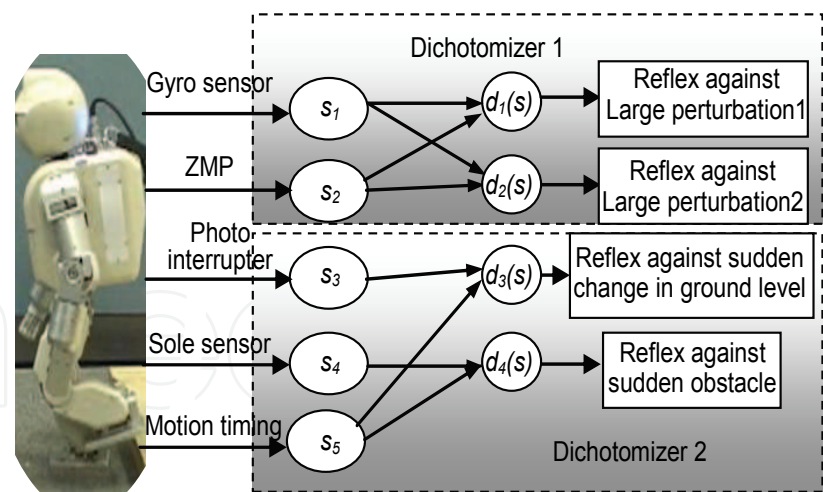 Dichotomizer 1
Gyro sensor
s1
d1(s)
Reflex against
Large perturbation1
ZMP
s2
d2(s)
Reflex against
Large perturbation2
Photo
interrupter
s3
d3(s)
Reflex against sudden
change in ground level
Sole sensor
s4
d4(s)
Reflex against
sudden obstacle
Motion timing
s5
Dichotomizer 2